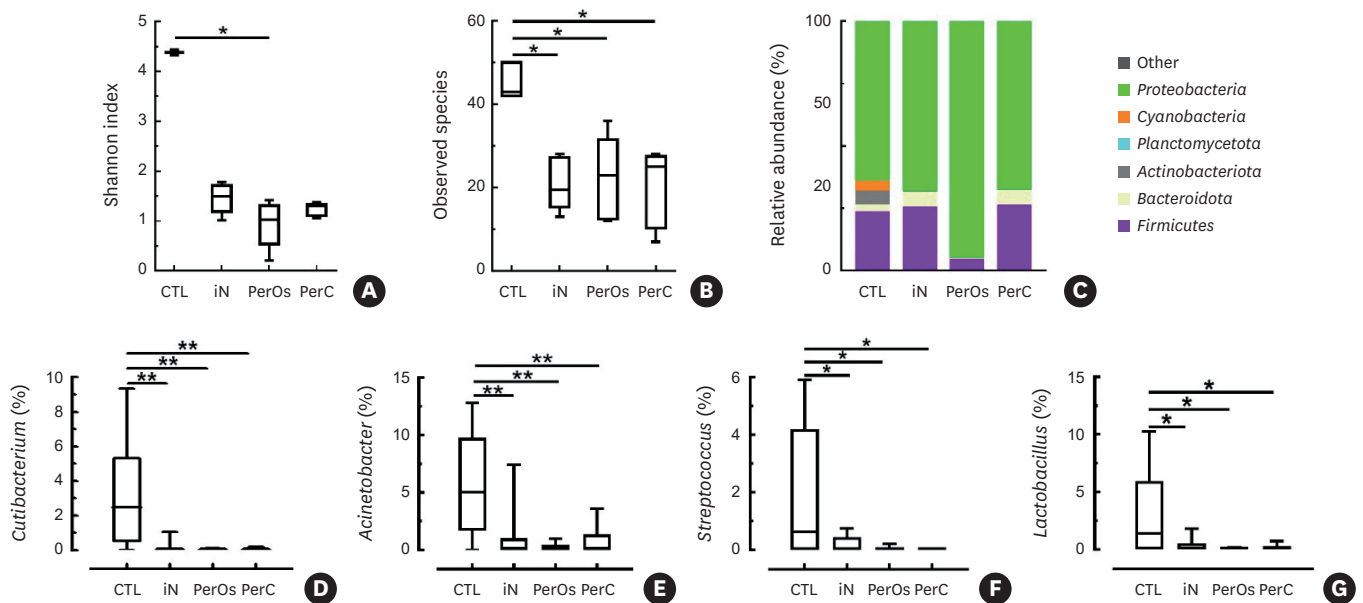 Shannon index
5
4
3
2
1
0
*
CTL iN PerOs PerC
A
Observed species
60
40
20
0
*
*
*
CTL iN PerOs PerC
B
Relative abundance (%)
100
50
20
0
CTL iN PerOs PerC
C
Other
Proteobacteria
Cyanobacteria
Planctomycetota
Actinobacteriota
Bacteroidota
Firmicutes
Cutibacterium (%)
10
8
6
4
2
0
**
**
**
CTL iN PerOs PerC
D
Acinetobacter (%)
15
10
5
0
**
**
**
CTL iN PerOs PerC
E
Streptococcus (%)
6
4
2
0
*
*
*
CTL iN PerOs PerC
F
Lactobacillus (%)
15
10
5
0
*
*
*
CTL iN PerOs PerC
G